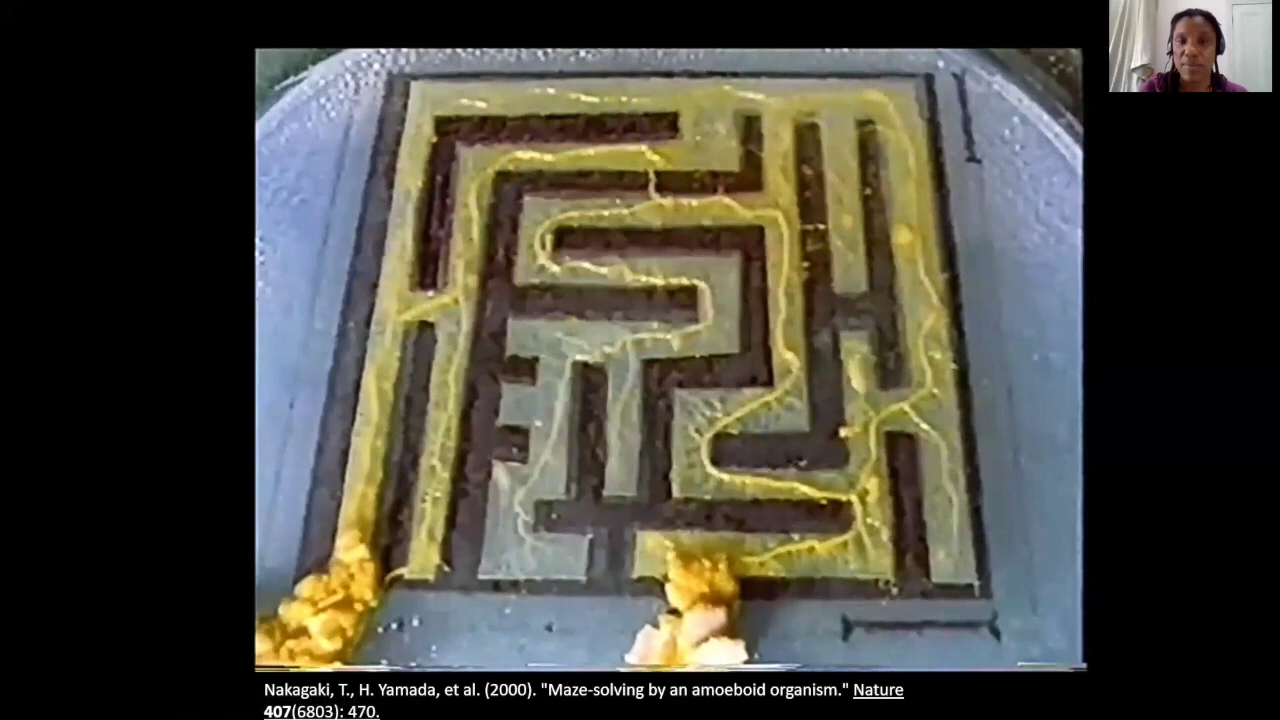 Nakagaki, T., H. Yamada, et al. (2000). "Maze-solving by an amoeboid organism." Nature
407(6803): 470.